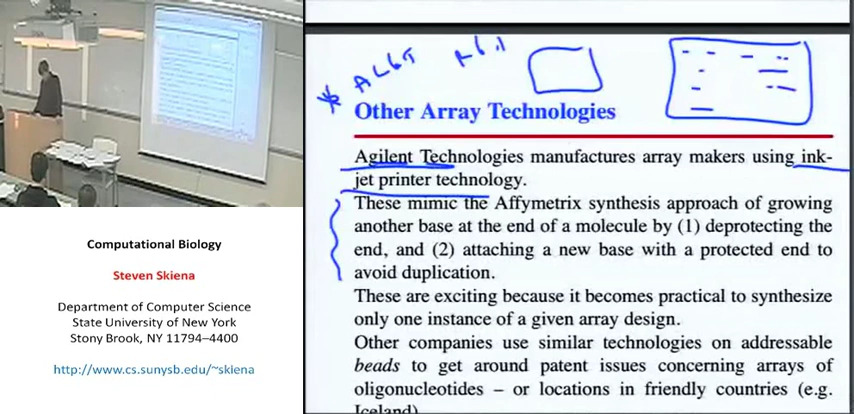 Computational Biology
Steven Skiena
Department of Computer Science
State University of New York
Stony Brook, NY 11794–4400
http://www.cs.sunysb.edu/~skiena
Other Array Technologies
Agilent Technologies manufactures array makers using ink-
jet printer technology.
These mimic the Affymetrix synthesis approach of growing
another base at the end of a molecule by (1) deprotecting the
end, and (2) attaching a new base with a protected end to
avoid duplication.
These are exciting because it becomes practical to synthesize
only one instance of a given array design.
Other companies use similar technologies on addressable
beads to get around patent issues concerning arrays of
oligonucleotides – or locations in friendly countries (e.g.
Iceland)